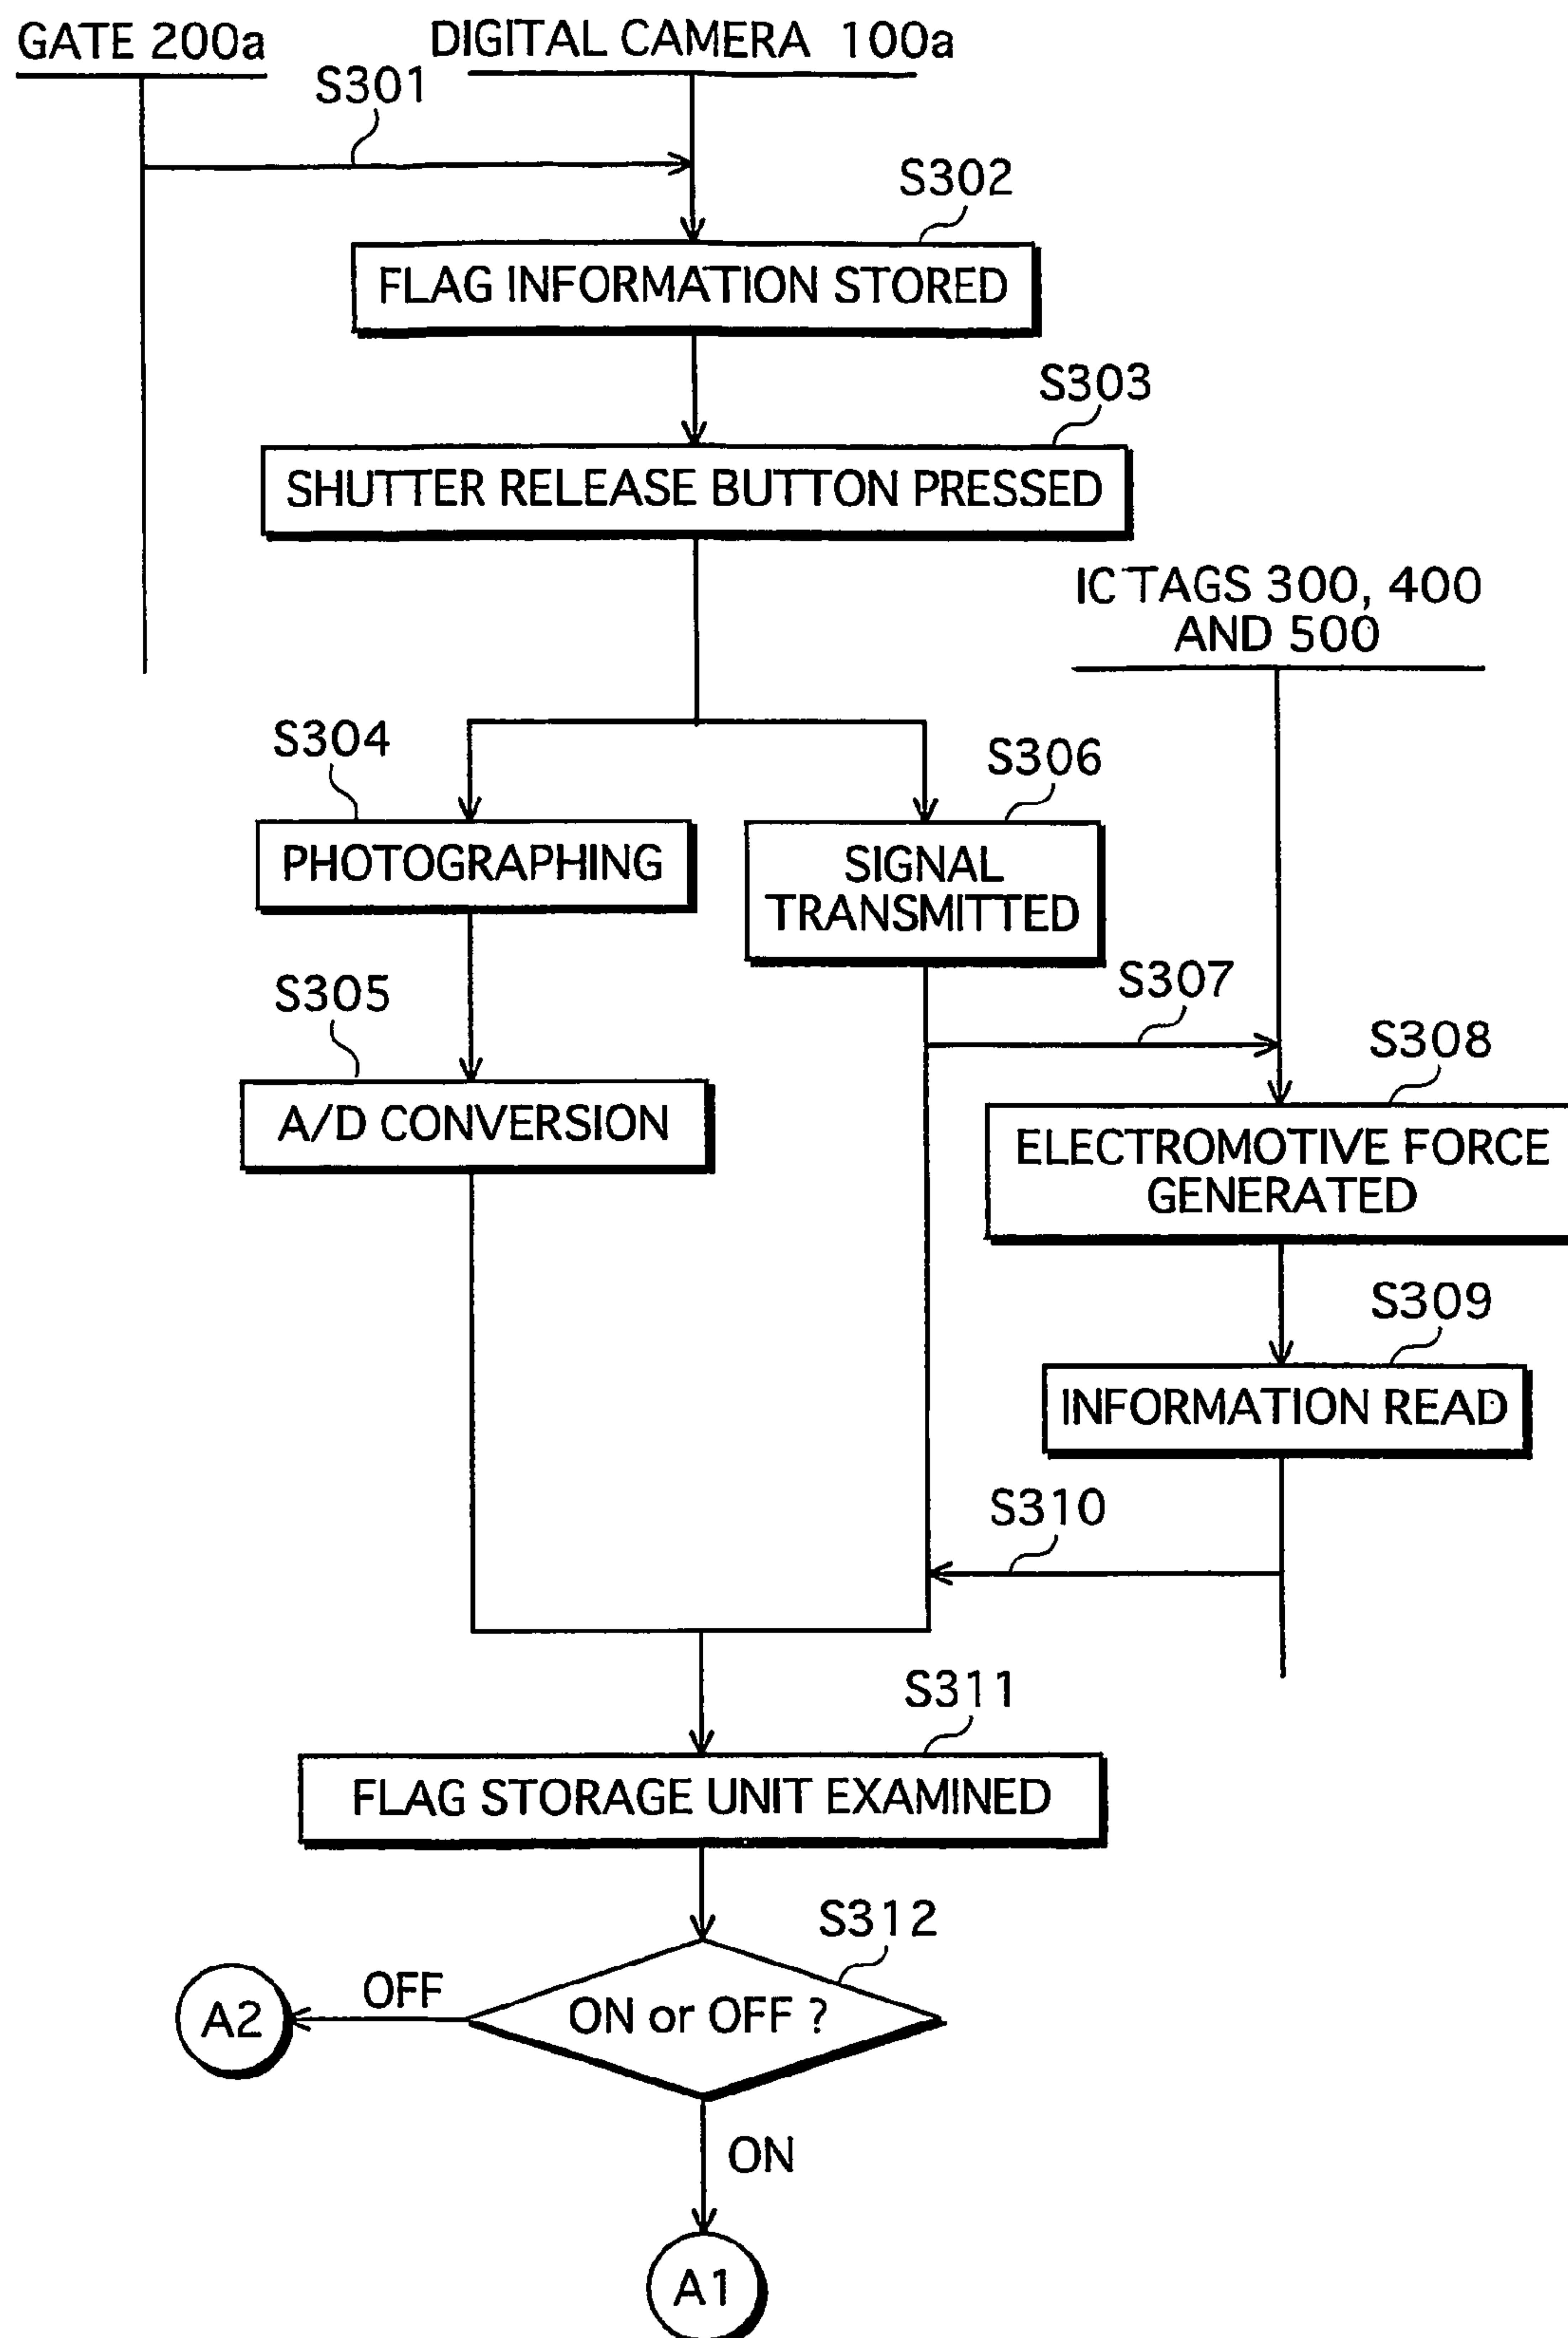 GATE 200a
DIGITAL CAMERA 100a
S301
S302
FLAG INFORMATION STORED
S303
SHUTTER RELEASE BUTTON PRESSED
IC TAGS 300, 400
AND 500
S304
S306
PHOTOGRAPHING
SIGNAL
TRANSMITTED
S307
S305
S308
A/D CONVERSION
ELECTROMOTIVE FORCE
GENERATED
S309
INFORMATION READ
S310
S311
FLAG STORAGE UNIT EXAMINED
S312
OFF
A2
ON or OFF ?
ON
A1